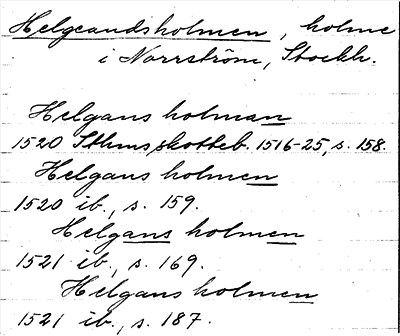 Helgeandsholmen, holme
i Norrström, Stockh.
Helgans holman
1520 Sthms skotteb. 1516-25, s. 158.
Helgans holmen
1520 ib., s. 159.
Helgans holmen
1521 ib., s. 169.
Helgans holmen
1521 ib., s. 187.